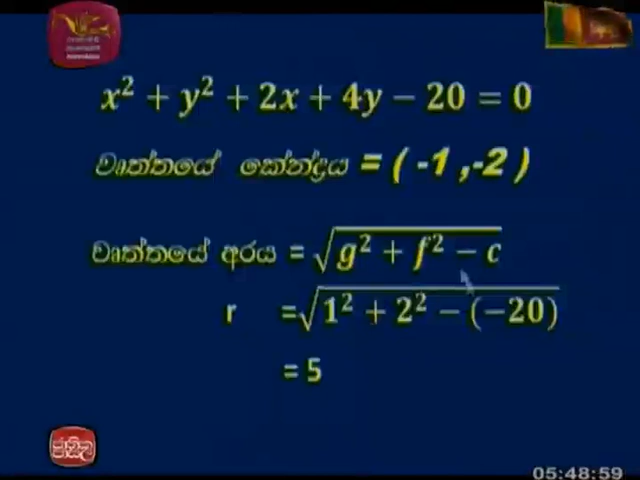 x² + y² + 2x + 4y − 20 = 0
වෘත්තයේ කේන්ද්‍රය = ( -1 ,-2 )
වෘත්තයේ අරය = √(g² + f² − c)
r = √(1² + 2² − (−20))
= 5
ජාතික
05:48:59